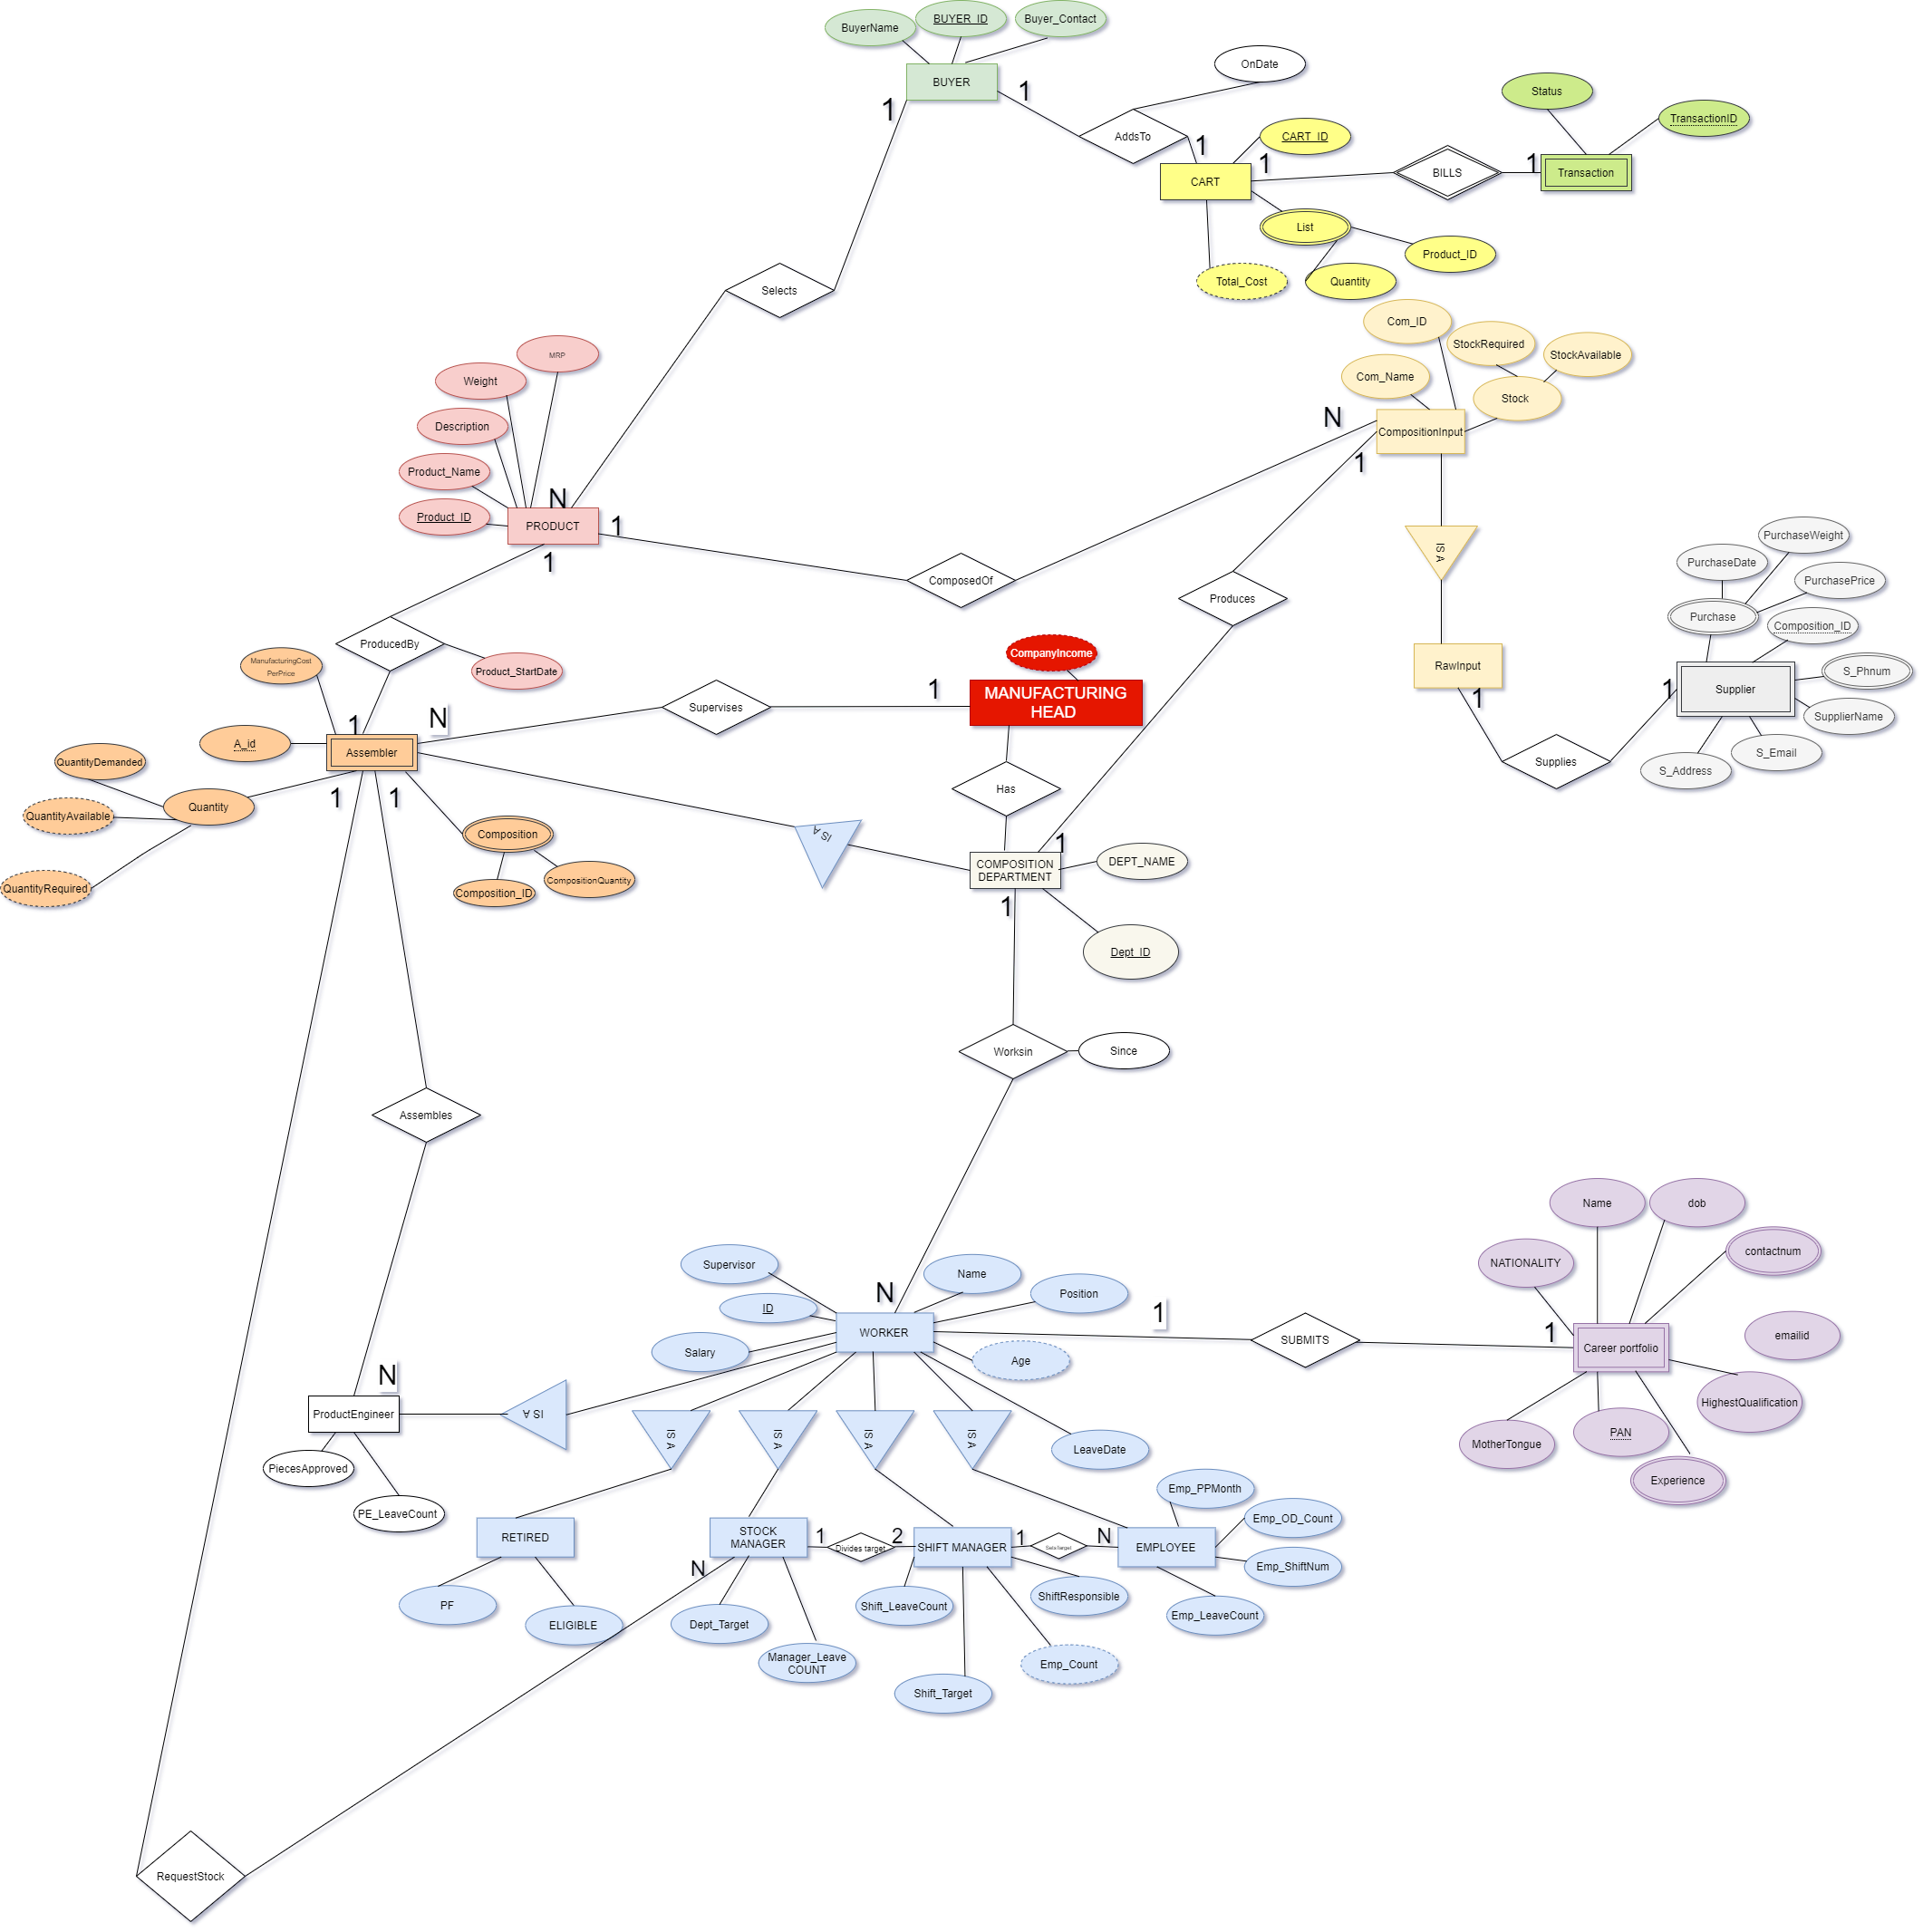 BuyerName
BUYER_ID
Buyer_Contact
BUYER
1
1
OnDate
AddsTo
1
CART_ID
1
CART
BILLS
1
Status
TransactionID
Transaction
List
Product_ID
Total_Cost
Quantity
Selects
MRP
Weight
Description
Product_Name
Product_ID
N
PRODUCT
1
1
Com_ID
StockRequired
StockAvailable
Com_Name
Stock
N
CompositionInput
1
IS A
ComposedOf
Produces
RawInput
1
Supplies
1
PurchaseWeight
PurchaseDate
PurchasePrice
Purchase
Composition_ID
S_Phnum
Supplier
SupplierName
S_Email
S_Address
ProducedBy
Product_StartDate
ManufacturingCost
PerPrice
A_id
1
N
Assembler
Supervises
1
CompanyIncome
MANUFACTURING
HEAD
QuantityDemanded
Quantity
QuantityAvailable
QuantityRequired
1
1
Composition
Composition_ID
CompositionQuantity
IS A
Has
1
COMPOSITION
DEPARTMENT
DEPT_NAME
1
Dept_ID
Worksin
Since
Assembles
Supervisor
ID
Salary
Name
Position
N
WORKER
Age
LeaveDate
1
SUBMITS
1
Name
dob
NATIONALITY
contactnum
emailid
Career portfolio
HighestQualification
MotherTongue
PAN
Experience
N
ProductEngineer
IS A
PiecesApproved
PE_LeaveCount
IS A
IS A
IS A
IS A
RETIRED
PF
ELIGIBLE
STOCK
MANAGER
1
Divides target
2
SHIFT MANAGER
1
N
EMPLOYEE
Emp_PPMonth
Emp_OD_Count
Emp_ShiftNum
Emp_LeaveCount
N
Dept_Target
Manager_Leave
COUNT
Shift_LeaveCount
ShiftResponsible
Emp_Count
Shift_Target
RequestStock